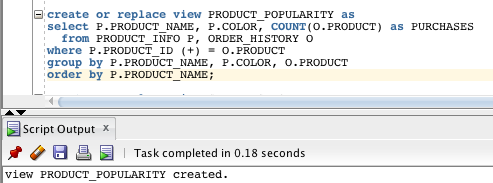 create or replace view PRODUCT_POPULARITY as
select P.PRODUCT_NAME, P.COLOR, COUNT(O.PRODUCT) as PURCHASES
from PRODUCT_INFO P, ORDER_HISTORY O
where P.PRODUCT_ID (+) = O.PRODUCT
group by P.PRODUCT_NAME, P.COLOR, O.PRODUCT
order by P.PRODUCT_NAME;
Script Output x
Task completed in 0.18 seconds
view PRODUCT_POPULARITY created.